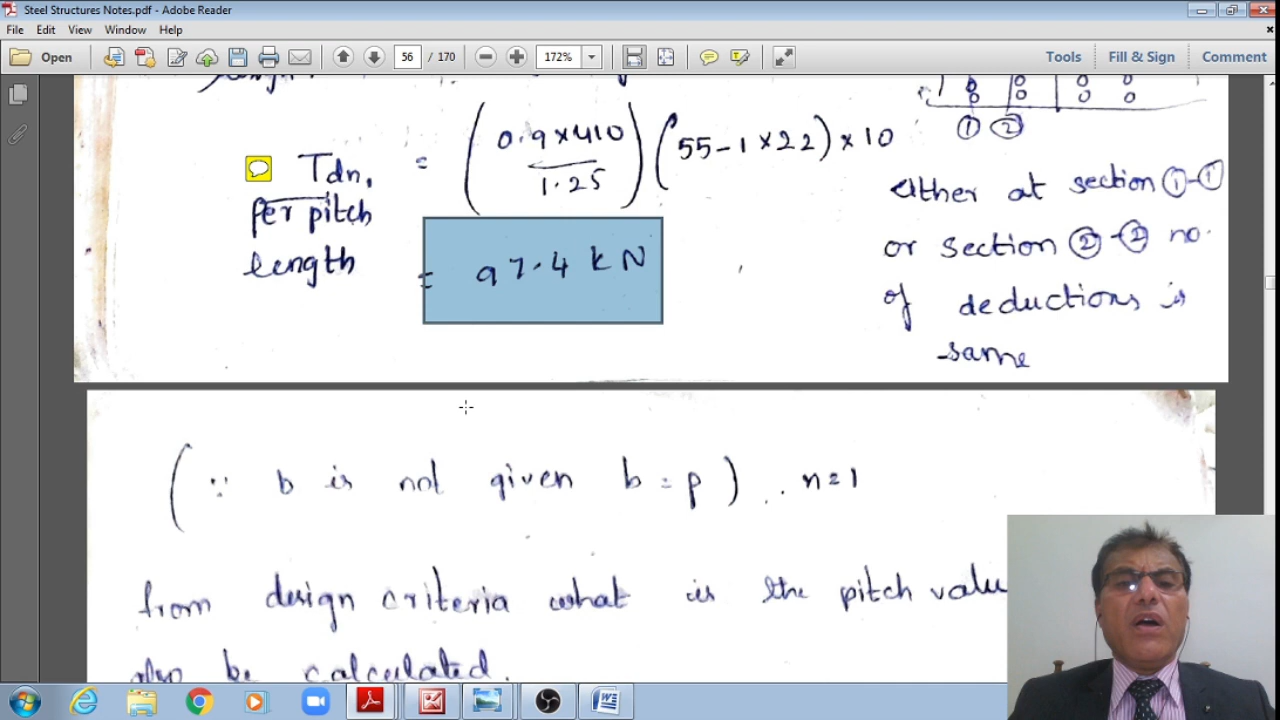 Steel Structures Notes.pdf - Adobe Reader
File Edit View Window Help
Open 56 / 170 172% Tools Fill & Sign Comment
length
① ②
Tdn, per pitch length = (0.9×410 / 1.25) (55-1×22) × 10
= 97.4 kN
either at section ①-①
or section ②-② no.
of deductions is
same
(∵ b is not given b = p) . . n=1
from design criteria what is the pitch valu
also be calculated.